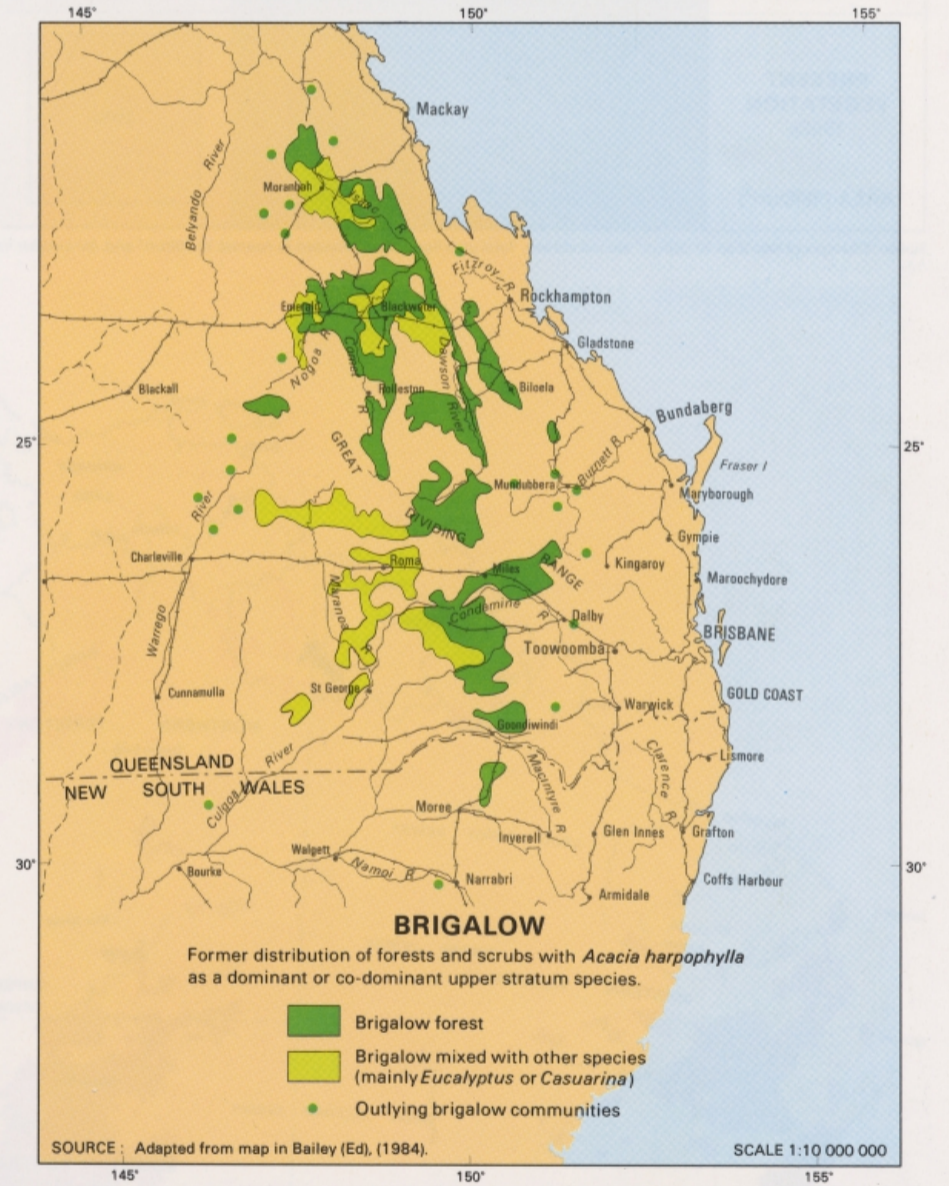 145°
150°
155°
Mackay
Belyando River
Moranbah
Isaac R
Fitzroy R
Rockhampton
Emerald
Blackwater
Gladstone
Nogoa R
Comet R
Dawson River
Blackall
Rolleston
Biloela
Bundaberg
25°
25°
GREAT
Burnett R
Fraser I
Mundubbera
Maryborough
River
DIVIDING
Gympie
Charleville
Roma
Miles
RANGE
Kingaroy
Maroochydore
Maranoa R
Condamine R
Dalby
Warrego
BRISBANE
Toowoomba
Cunnamulla
St George
GOLD COAST
Warwick
Goondiwindi
QUEENSLAND
River
Lismore
NEW SOUTH WALES
Culgoa
Macintyre R
Clarence R
Moree
Inverell
Glen Innes
Grafton
Walgett
30°
30°
Bourke
Namoi R
Narrabri
Coffs Harbour
Armidale
BRIGALOW
Former distribution of forests and scrubs with Acacia harpophylla
as a dominant or co-dominant upper stratum species.
Brigalow forest
Brigalow mixed with other species
(mainly Eucalyptus or Casuarina)
Outlying brigalow communities
SOURCE : Adapted from map in Bailey (Ed), (1984).
SCALE 1:10 000 000
145°
150°
155°